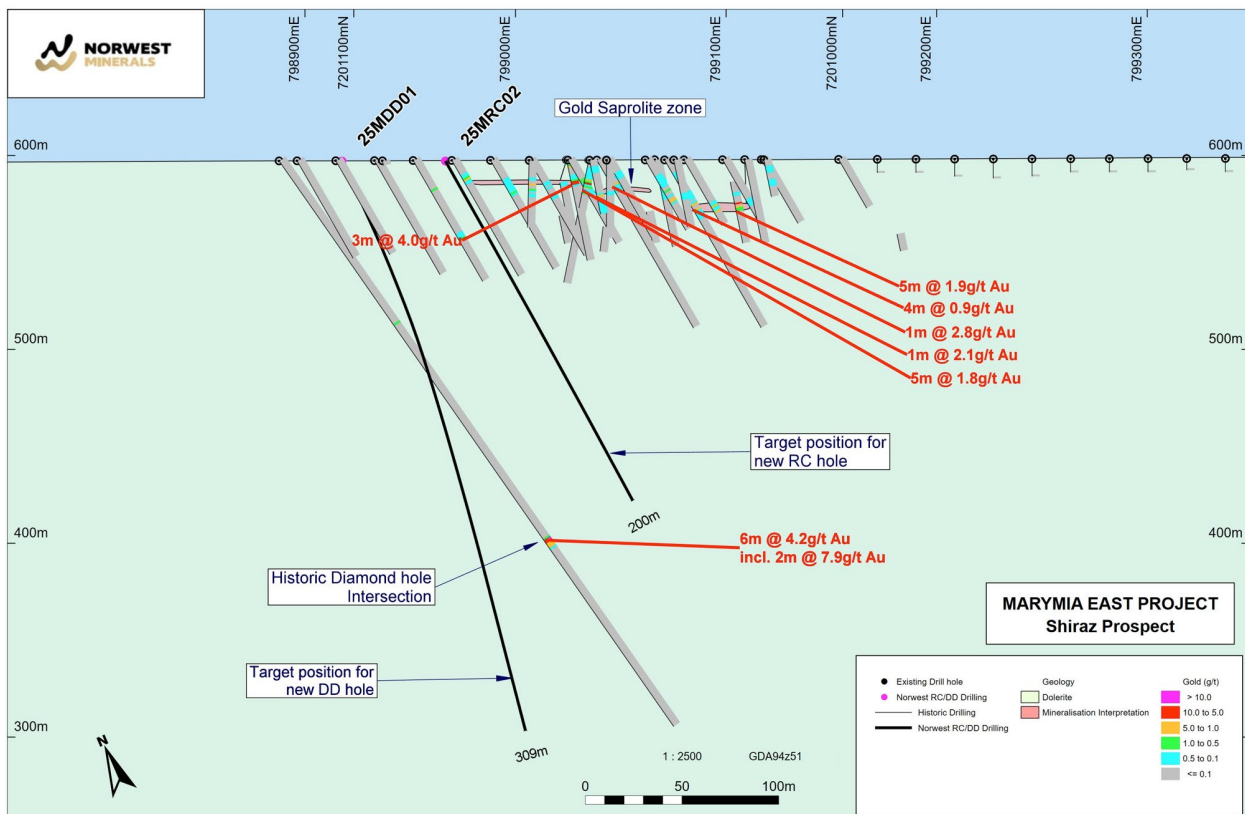 NORWEST
MINERALS
798900mE
7201100mN
799000mE
799100mE
7201000mN
799200mE
799300mE
25MDD01
25MRC02
Gold Saprolite zone
600m
600m
3m @ 4.0g/t Au
5m @ 1.9g/t Au
4m @ 0.9g/t Au
1m @ 2.8g/t Au
1m @ 2.1g/t Au
5m @ 1.8g/t Au
500m
500m
Target position for
new RC hole
200m
400m
400m
6m @ 4.2g/t Au
incl. 2m @ 7.9g/t Au
Historic Diamond hole
Intersection
Target position for
new DD hole
300m
300m
309m
N
1 : 2500
GDA94z51
0
50
100m
MARYMIA EAST PROJECT
Shiraz Prospect
Existing Drill hole
Norwest RC/DD Drilling
Historic Drilling
Norwest RC/DD Drilling
Geology
Dolerite
Mineralisation Interpretation
Gold (g/t)
> 10.0
10.0 to 5.0
5.0 to 1.0
1.0 to 0.5
0.5 to 0.1
<= 0.1